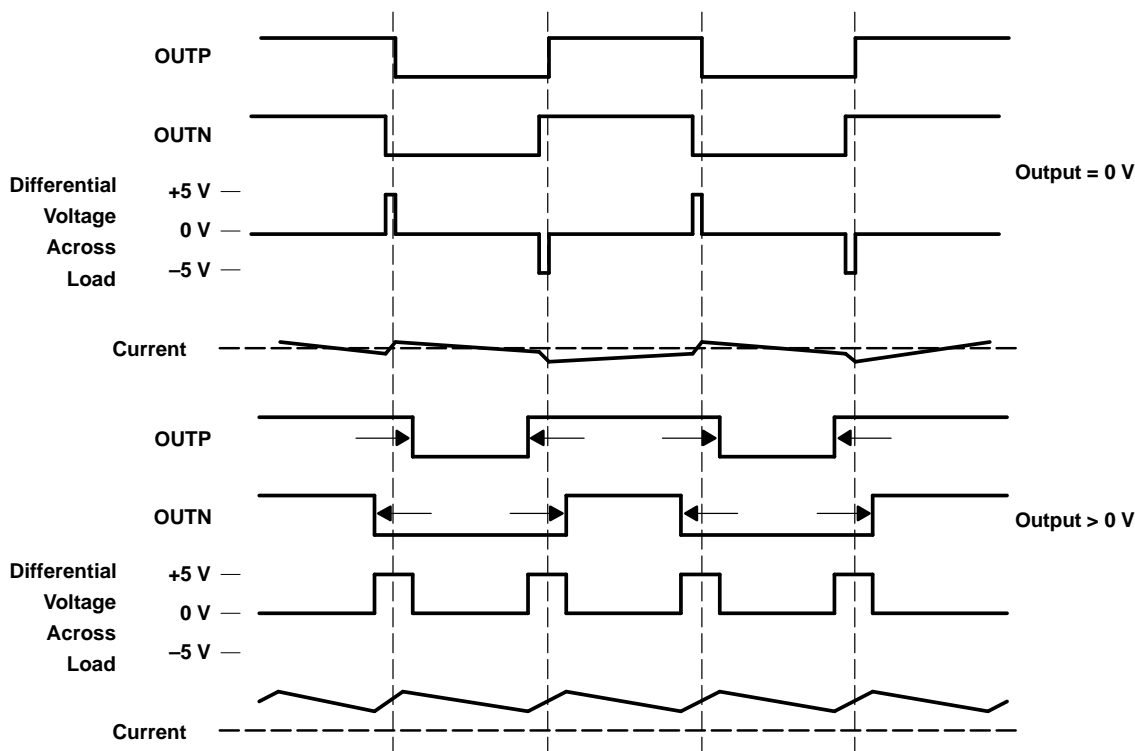 OUTP
OUTN
Output = 0 V
Differential
Voltage
Across
Load
+5 V
0 V
–5 V
Current
OUTP
OUTN
Output > 0 V
Differential
Voltage
Across
Load
+5 V
0 V
–5 V
Current